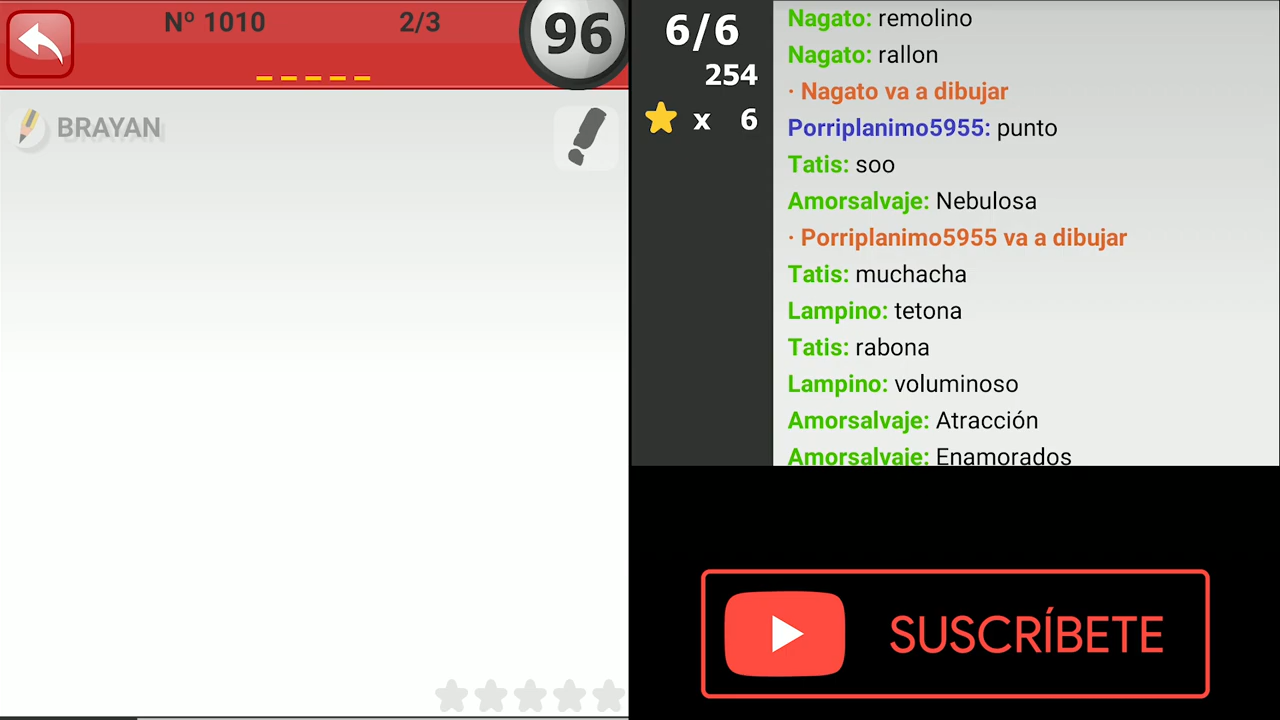 Nº 1010 2/3 96
BRAYAN
6/6
254
x 6
Nagato: remolino
Nagato: rallon
· Nagato va a dibujar
Porriplanimo5955: punto
Tatis: soo
Amorsalvaje: Nebulosa
· Porriplanimo5955 va a dibujar
Tatis: muchacha
Lampino: tetona
Tatis: rabona
Lampino: voluminoso
Amorsalvaje: Atracción
Amorsalvaje: Enamorados
SUSCRÍBETE